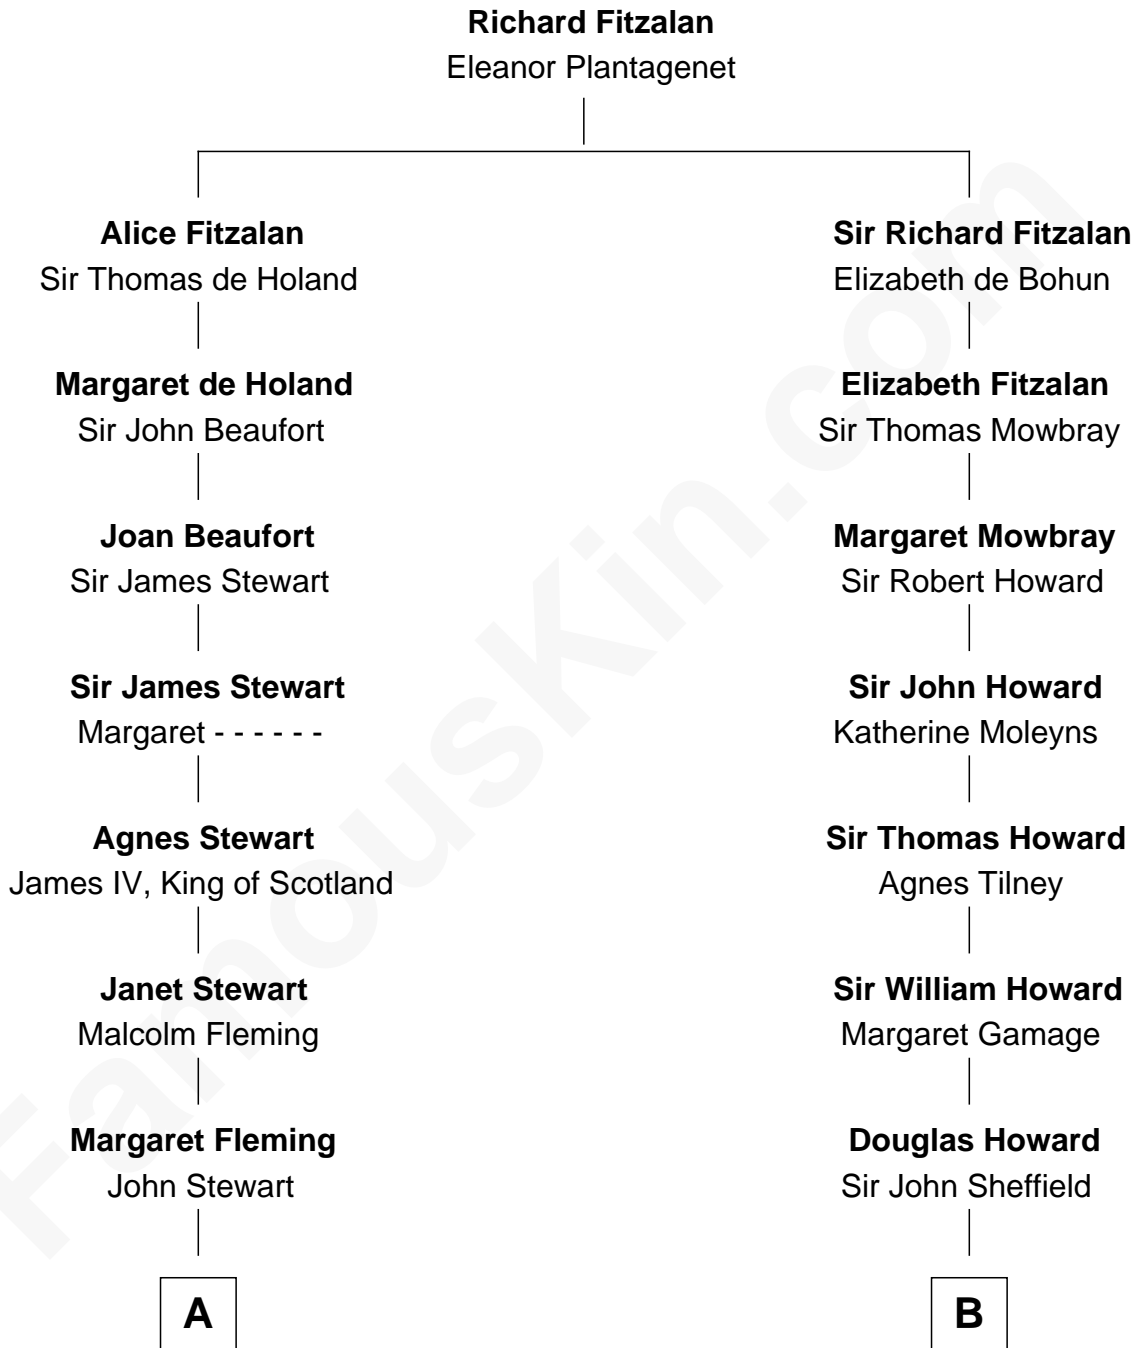 Richard Fitzalan
Eleanor Plantagenet
Alice Fitzalan
Sir Thomas de Holand
Sir Richard Fitzalan
Elizabeth de Bohun
Margaret de Holand
Sir John Beaufort
Elizabeth Fitzalan
Sir Thomas Mowbray
Joan Beaufort
Sir James Stewart
Margaret Mowbray
Sir Robert Howard
Sir James Stewart
Margaret - - - - - -
Sir John Howard
Katherine Moleyns
Agnes Stewart
James IV, King of Scotland
Sir Thomas Howard
Agnes Tilney
Janet Stewart
Malcolm Fleming
Sir William Howard
Margaret Gamage
Margaret Fleming
John Stewart
Douglas Howard
Sir John Sheffield
A
B
FamousKin.com